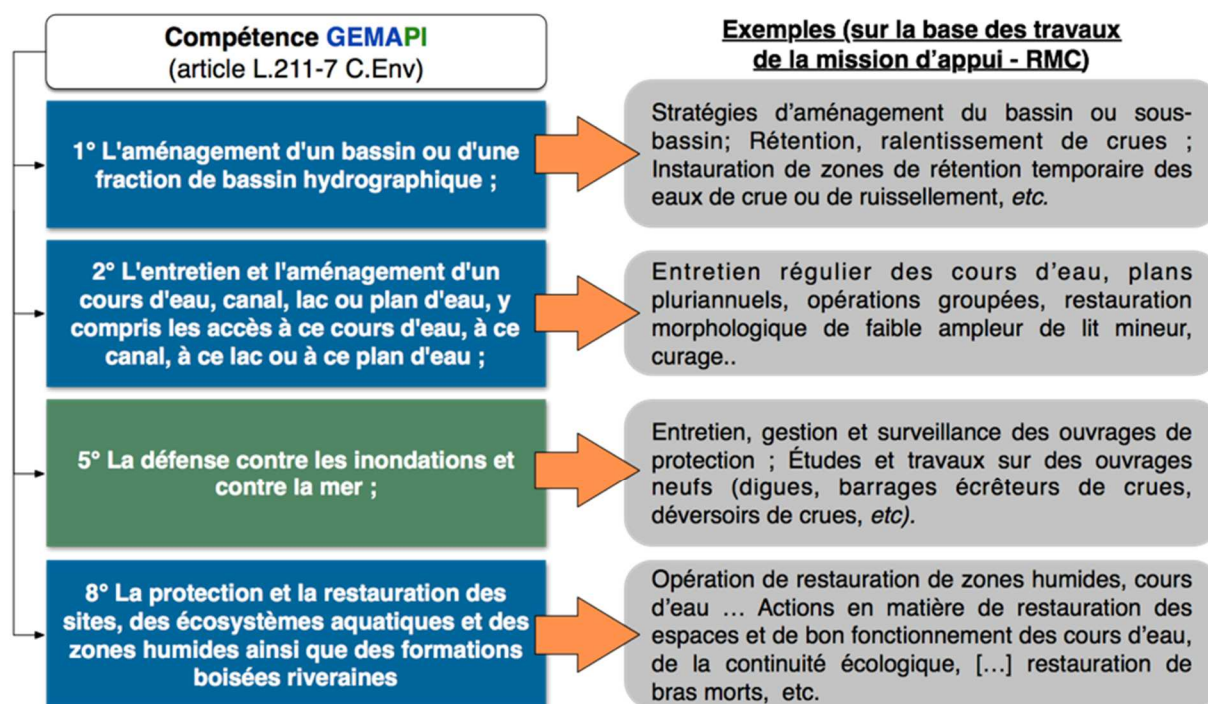 Compétence GEMAPI
(article L.211-7 C.Env)
Exemples (sur la base des travaux
de la mission d'appui - RMC)
1° L'aménagement d'un bassin ou d'une
fraction de bassin hydrographique ;
Stratégies d'aménagement du bassin ou sous-
bassin; Rétention, ralentissement de crues ;
Instauration de zones de rétention temporaire des
eaux de crue ou de ruissellement, etc.
2° L'entretien et l'aménagement d'un
cours d'eau, canal, lac ou plan d'eau, y
compris les accès à ce cours d'eau, à ce
canal, à ce lac ou à ce plan d'eau ;
Entretien régulier des cours d'eau, plans
pluriannuels, opérations groupées, restauration
morphologique de faible ampleur de lit mineur,
curage..
5° La défense contre les inondations et
contre la mer ;
Entretien, gestion et surveillance des ouvrages de
protection ; Études et travaux sur des ouvrages
neufs (digues, barrages écrêteurs de crues,
déversoirs de crues, etc).
8° La protection et la restauration des
sites, des écosystèmes aquatiques et des
zones humides ainsi que des formations
boisées riveraines
Opération de restauration de zones humides, cours
d'eau … Actions en matière de restauration des
espaces et de bon fonctionnement des cours d'eau,
de la continuité écologique, […] restauration de
bras morts, etc.